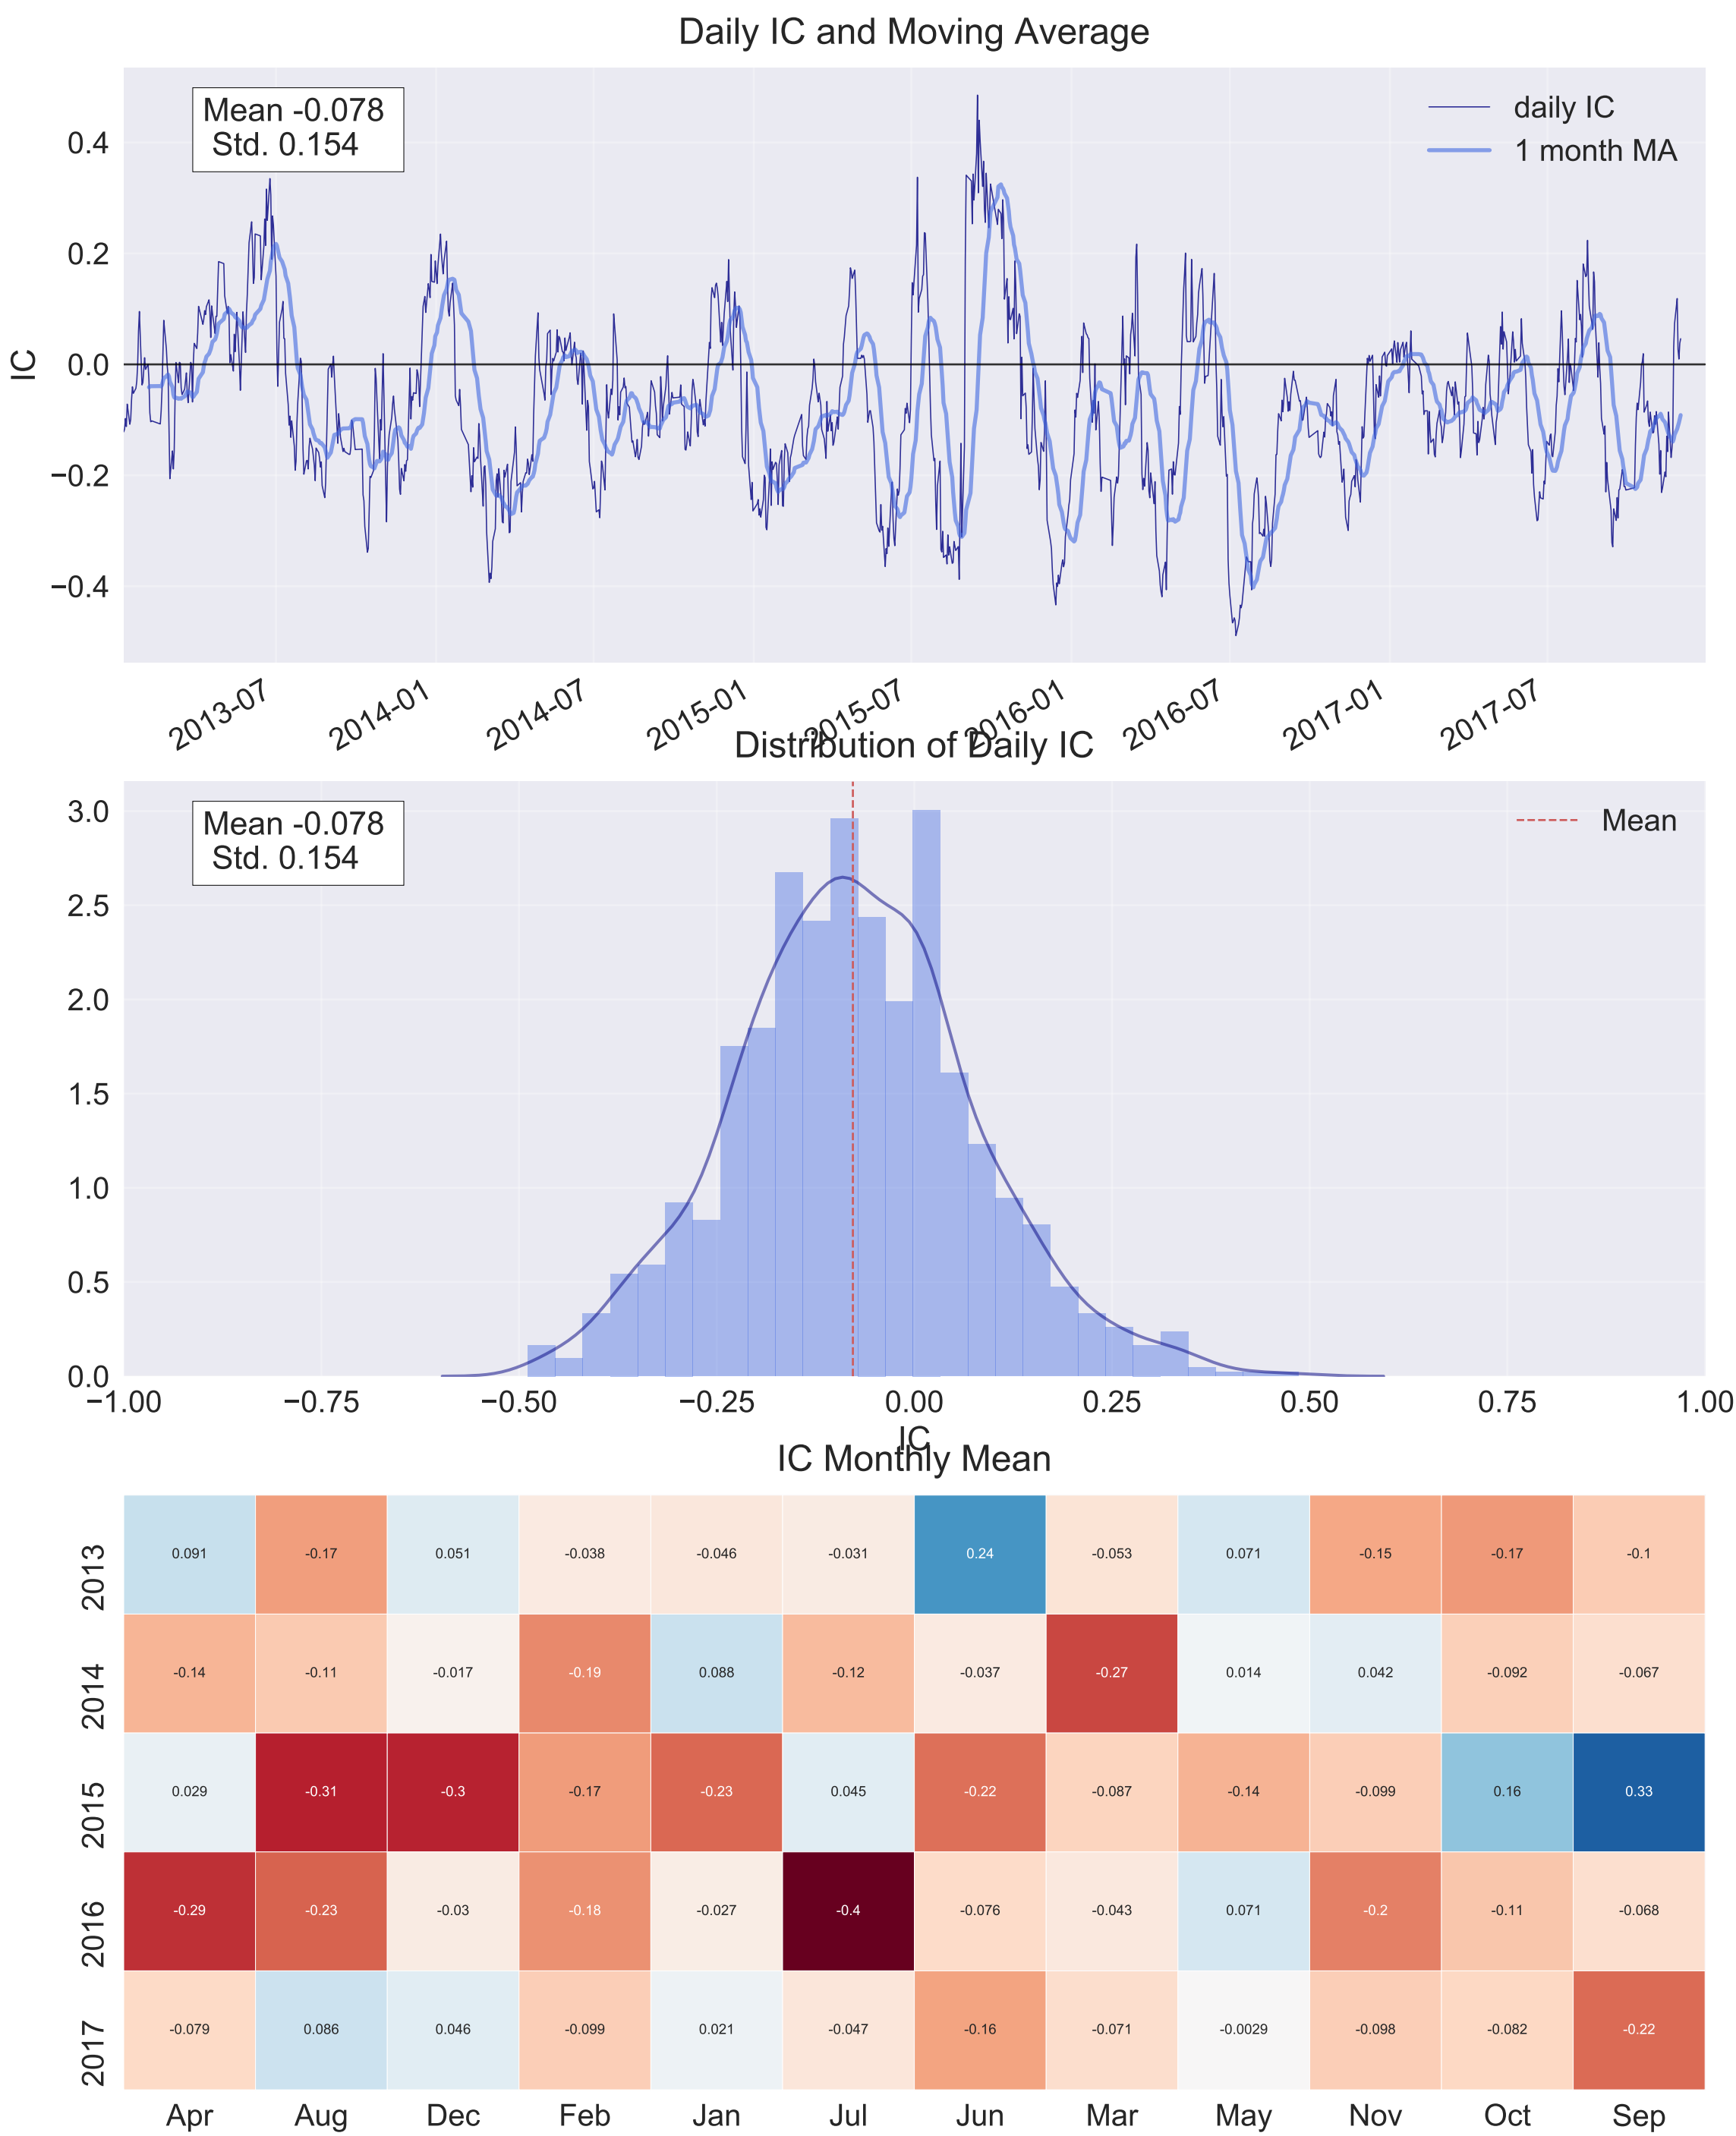 Daily IC and Moving Average
Mean -0.078
Std. 0.154
daily IC
1 month MA
IC
0.4
0.2
0.0
−0.2
−0.4
2013-07 2014-01 2014-07 2015-01 2015-07 2016-01 2016-07 2017-01 2017-07
Distribution of Daily IC
Mean -0.078
Std. 0.154
Mean
3.0
2.5
2.0
1.5
1.0
0.5
0.0
−1.00 −0.75 −0.50 −0.25 0.00 0.25 0.50 0.75 1.00
IC
IC Monthly Mean
2013 0.091 -0.17 0.051 -0.038 -0.046 -0.031 0.24 -0.053 0.071 -0.15 -0.17 -0.1
2014 -0.14 -0.11 -0.017 -0.19 0.088 -0.12 -0.037 -0.27 0.014 0.042 -0.092 -0.067
2015 0.029 -0.31 -0.3 -0.17 -0.23 0.045 -0.22 -0.087 -0.14 -0.099 0.16 0.33
2016 -0.29 -0.23 -0.03 -0.18 -0.027 -0.4 -0.076 -0.043 0.071 -0.2 -0.11 -0.068
2017 -0.079 0.086 0.046 -0.099 0.021 -0.047 -0.16 -0.071 -0.0029 -0.098 -0.082 -0.22
Apr Aug Dec Feb Jan Jul Jun Mar May Nov Oct Sep